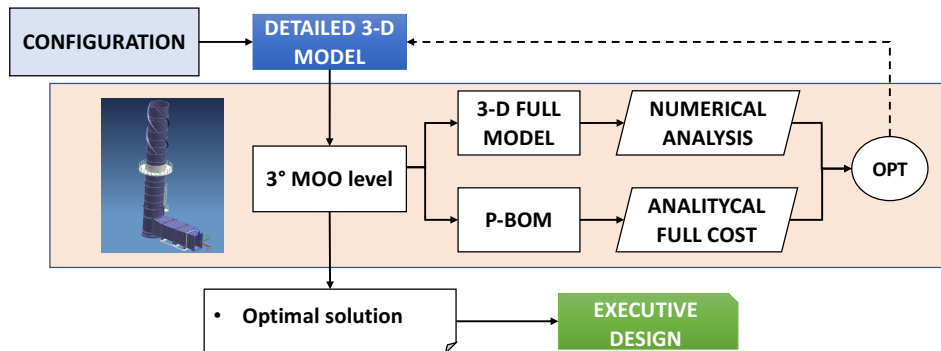 CONFIGURATION
DETAILED 3-D
MODEL
3° MOO level
3-D FULL
MODEL
NUMERICAL
ANALYSIS
P-BOM
ANALITYCAL
FULL COST
OPT
• Optimal solution
EXECUTIVE
DESIGN